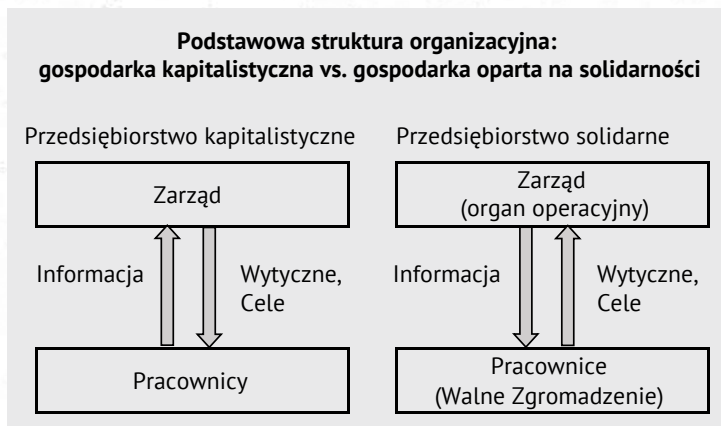 Podstawowa struktura organizacyjna:
gospodarka kapitalistyczna vs. gospodarka oparta na solidarności
Przedsiębiorstwo kapitalistyczne
Zarząd
Informacja
Wytyczne,
Cele
Pracownicy
Przedsiębiorstwo solidarne
Zarząd
(organ operacyjny)
Informacja
Wytyczne,
Cele
Pracownice
(Walne Zgromadzenie)